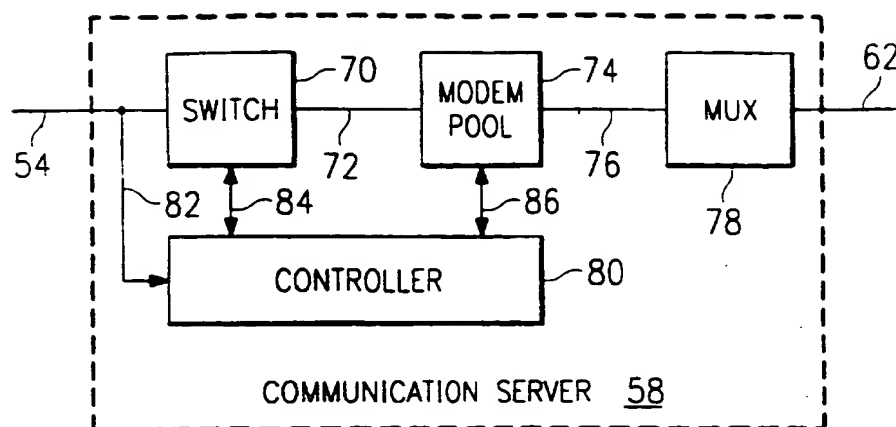 70
74
62
SWITCH
MODEM
POOL
MUX
54
72
76
78
82
84
86
CONTROLLER
80
COMMUNICATION SERVER 58